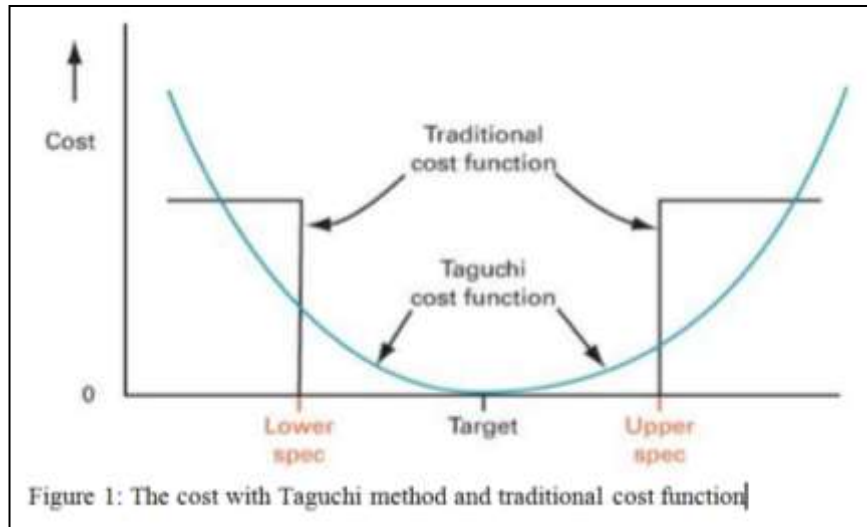 Cost
Traditional
cost function
Taguchi
cost function
0
Lower
spec
Target
Upper
spec
Figure 1: The cost with Taguchi method and traditional cost function